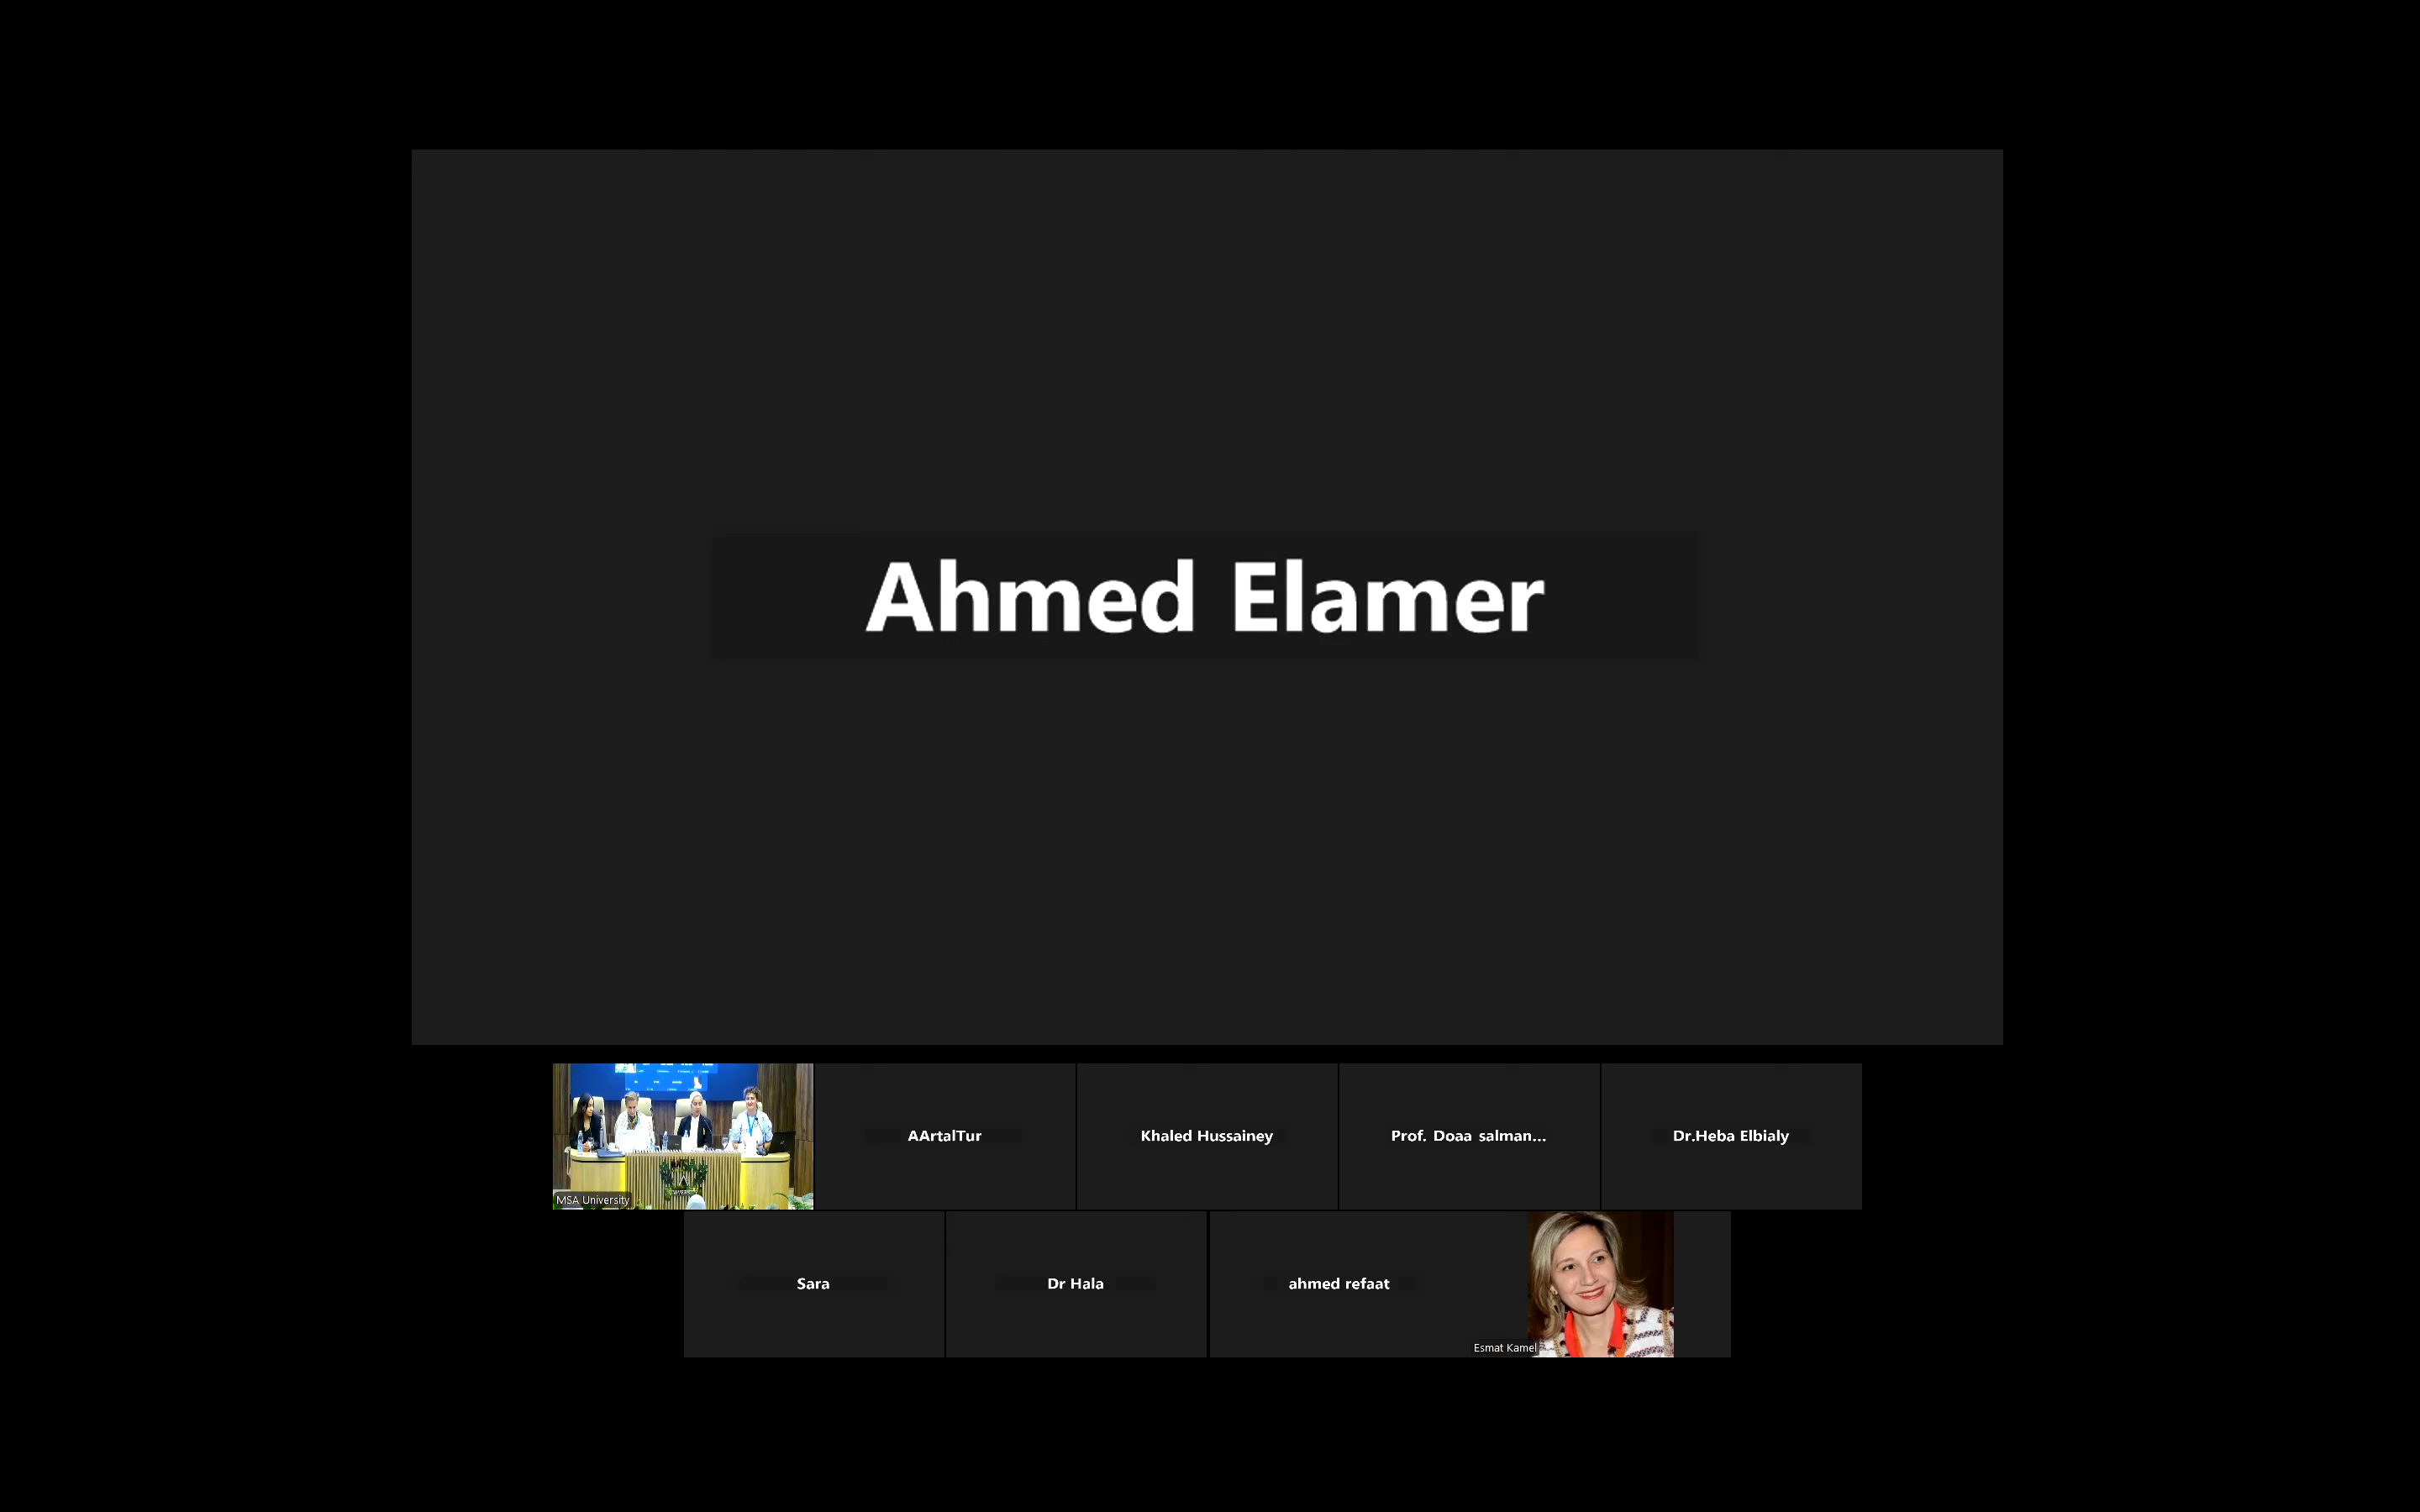 Ahmed Elamer
MSA University
AArtalTur
Khaled Hussainey
Prof. Doaa salman...
Dr.Heba Elbialy
Sara
Dr Hala
ahmed refaat
Esmat Kamel